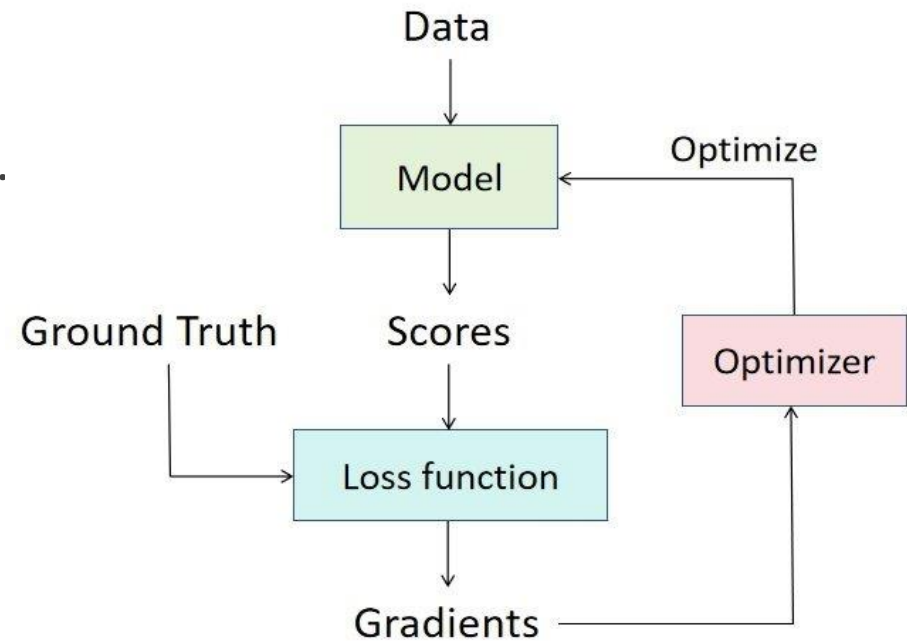 Data
Optimize
Model
Ground Truth
Scores
Optimizer
Loss function
Gradients